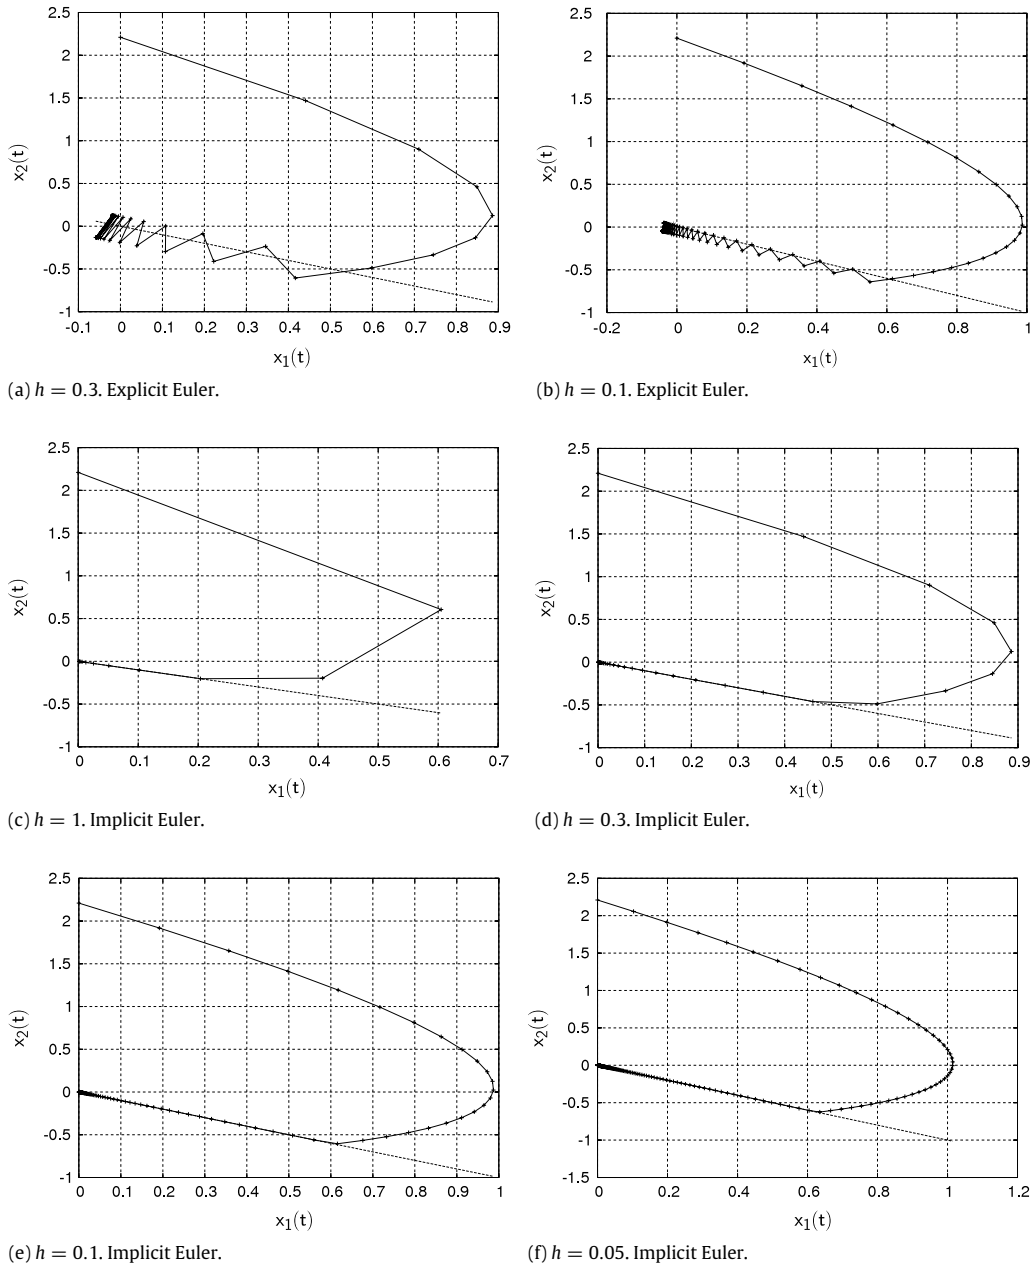 2.5
2
1.5
1
0.5
0
-0.5
-1
x2(t)
-0.1 0 0.1 0.2 0.3 0.4 0.5 0.6 0.7 0.8 0.9
x1(t)
(a) h = 0.3. Explicit Euler.
2.5
2
1.5
1
0.5
0
-0.5
-1
x2(t)
-0.2 0 0.2 0.4 0.6 0.8 1
x1(t)
(b) h = 0.1. Explicit Euler.
2.5
2
1.5
1
0.5
0
-0.5
-1
x2(t)
0 0.1 0.2 0.3 0.4 0.5 0.6 0.7
x1(t)
(c) h = 1. Implicit Euler.
2.5
2
1.5
1
0.5
0
-0.5
-1
x2(t)
0 0.1 0.2 0.3 0.4 0.5 0.6 0.7 0.8 0.9
x1(t)
(d) h = 0.3. Implicit Euler.
2.5
2
1.5
1
0.5
0
-0.5
-1
x2(t)
0 0.1 0.2 0.3 0.4 0.5 0.6 0.7 0.8 0.9 1
x1(t)
(e) h = 0.1. Implicit Euler.
2.5
2
1.5
1
0.5
0
-0.5
-1
-1.5
x2(t)
0 0.2 0.4 0.6 0.8 1 1.2
x1(t)
(f) h = 0.05. Implicit Euler.